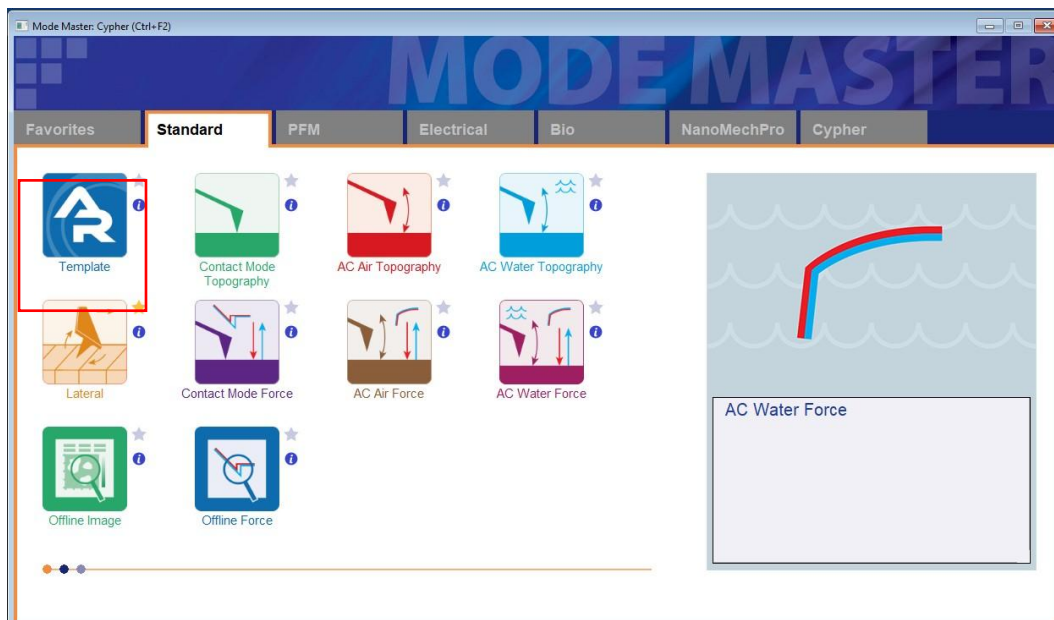 Mode Master: Cypher (Ctrl+F2)
MODE MASTER
Favorites Standard PFM Electrical Bio NanoMechPro Cypher
AR
Template
Contact Mode
Topography
AC Air Topography
AC Water Topography
Lateral
Contact Mode Force
AC Air Force
AC Water Force
Offline Image
Offline Force
AC Water Force